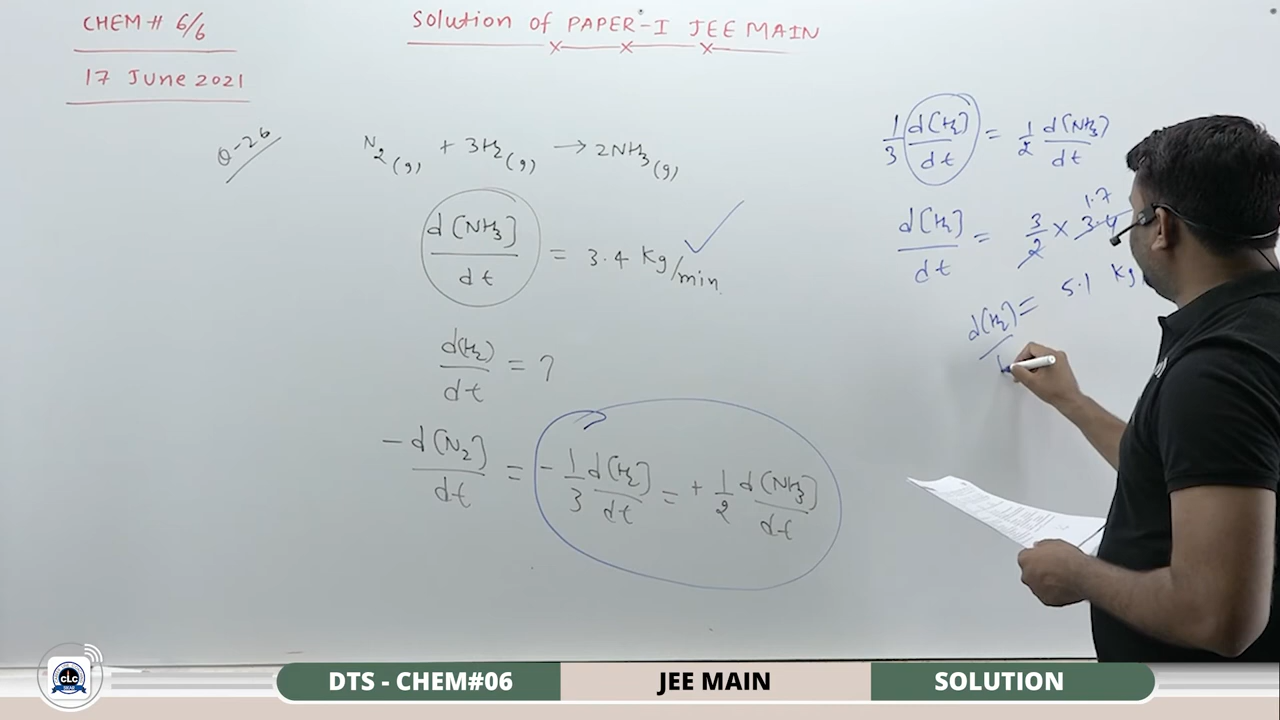 CHEM# 6/6
17 June 2021
Solution of PAPER-I JEE MAIN
Q-26
N2(g) + 3H2(g) → 2NH3(g)
d[NH3]/dt = 3.4 Kg/min
d[H2]/dt = ?
-d[N2]/dt = -1/3 d[H2]/dt = +1/2 d[NH3]/dt
1/3 d[H2]/dt = 1/2 d[NH3]/dt
1.7
d[H2]/dt = 3/2 × 3.4
= 5.1 Kg
d[H2]
CLC
DTS - CHEM#06
JEE MAIN
SOLUTION